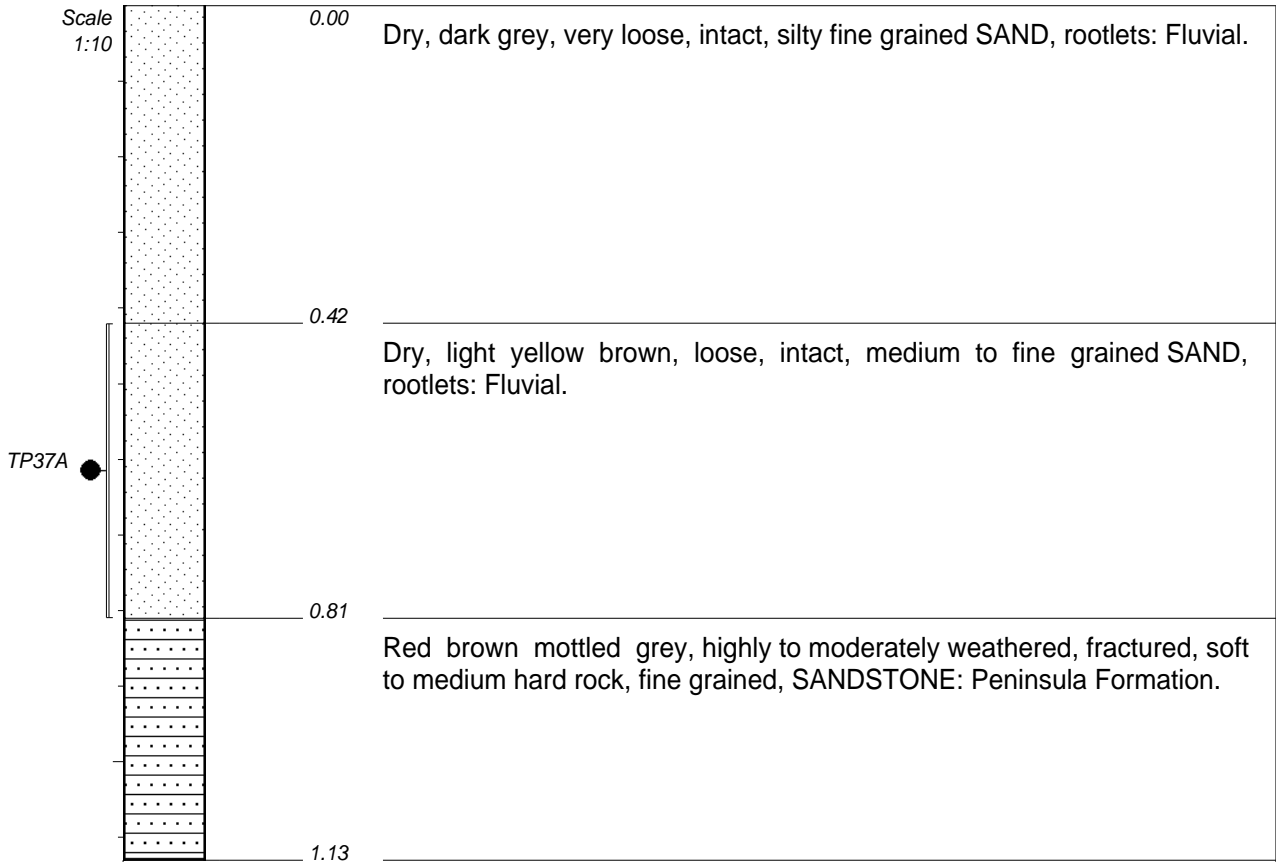 Scale
1:10
0.00
Dry, dark grey, very loose, intact, silty fine grained SAND, rootlets: Fluvial.
0.42
Dry, light yellow brown, loose, intact, medium to fine grained SAND,
rootlets: Fluvial.
TP37A
0.81
Red brown mottled grey, highly to moderately weathered, fractured, soft
to medium hard rock, fine grained, SANDSTONE: Peninsula Formation.
1.13